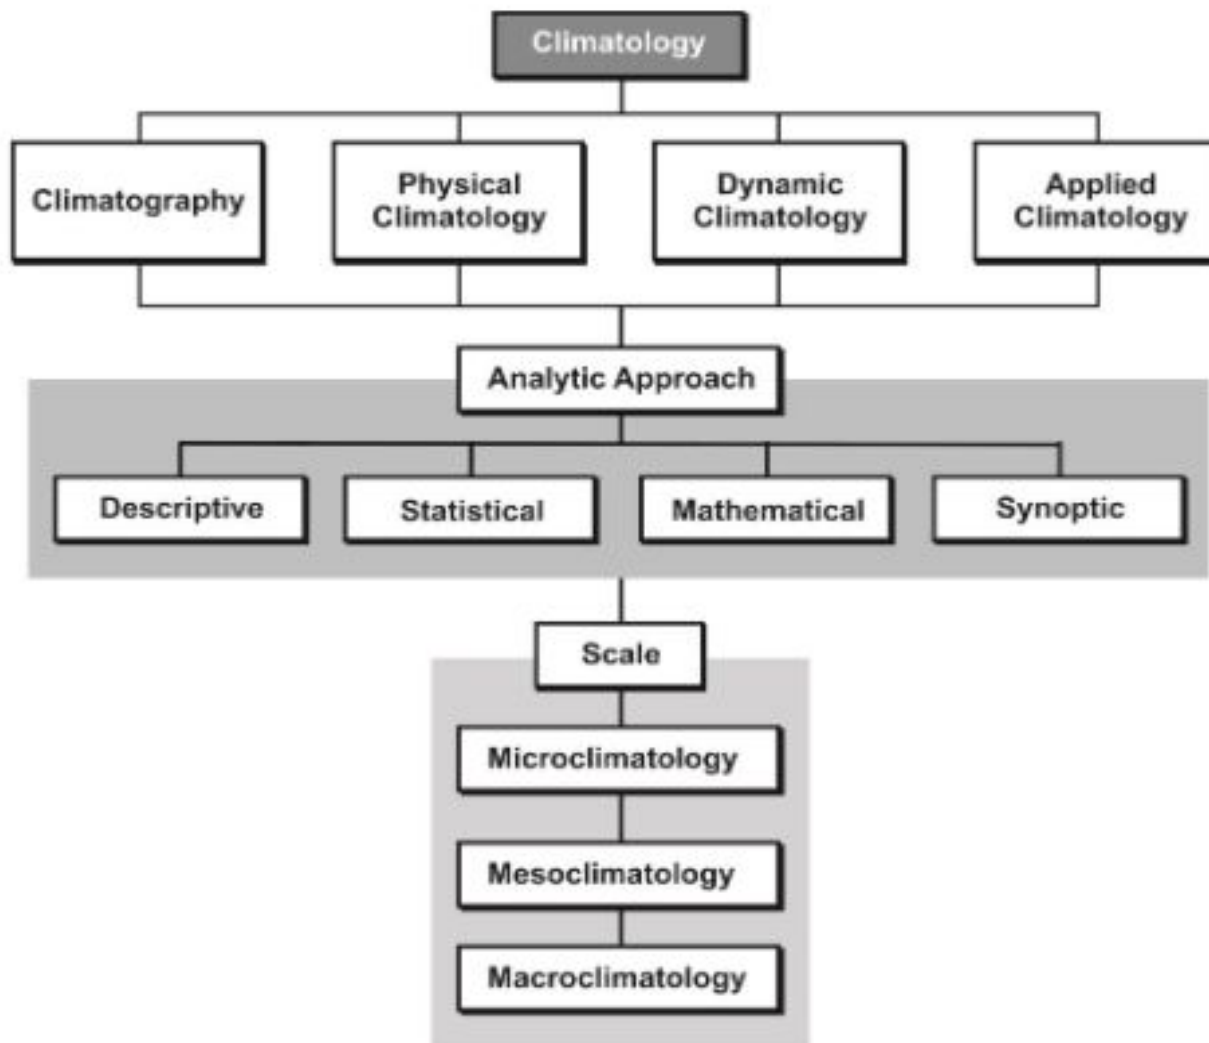 Climatology
Climatography
Physical
Climatology
Dynamic
Climatology
Applied
Climatology
Analytic Approach
Descriptive
Statistical
Mathematical
Synoptic
Scale
Microclimatology
Mesoclimatology
Macroclimatology